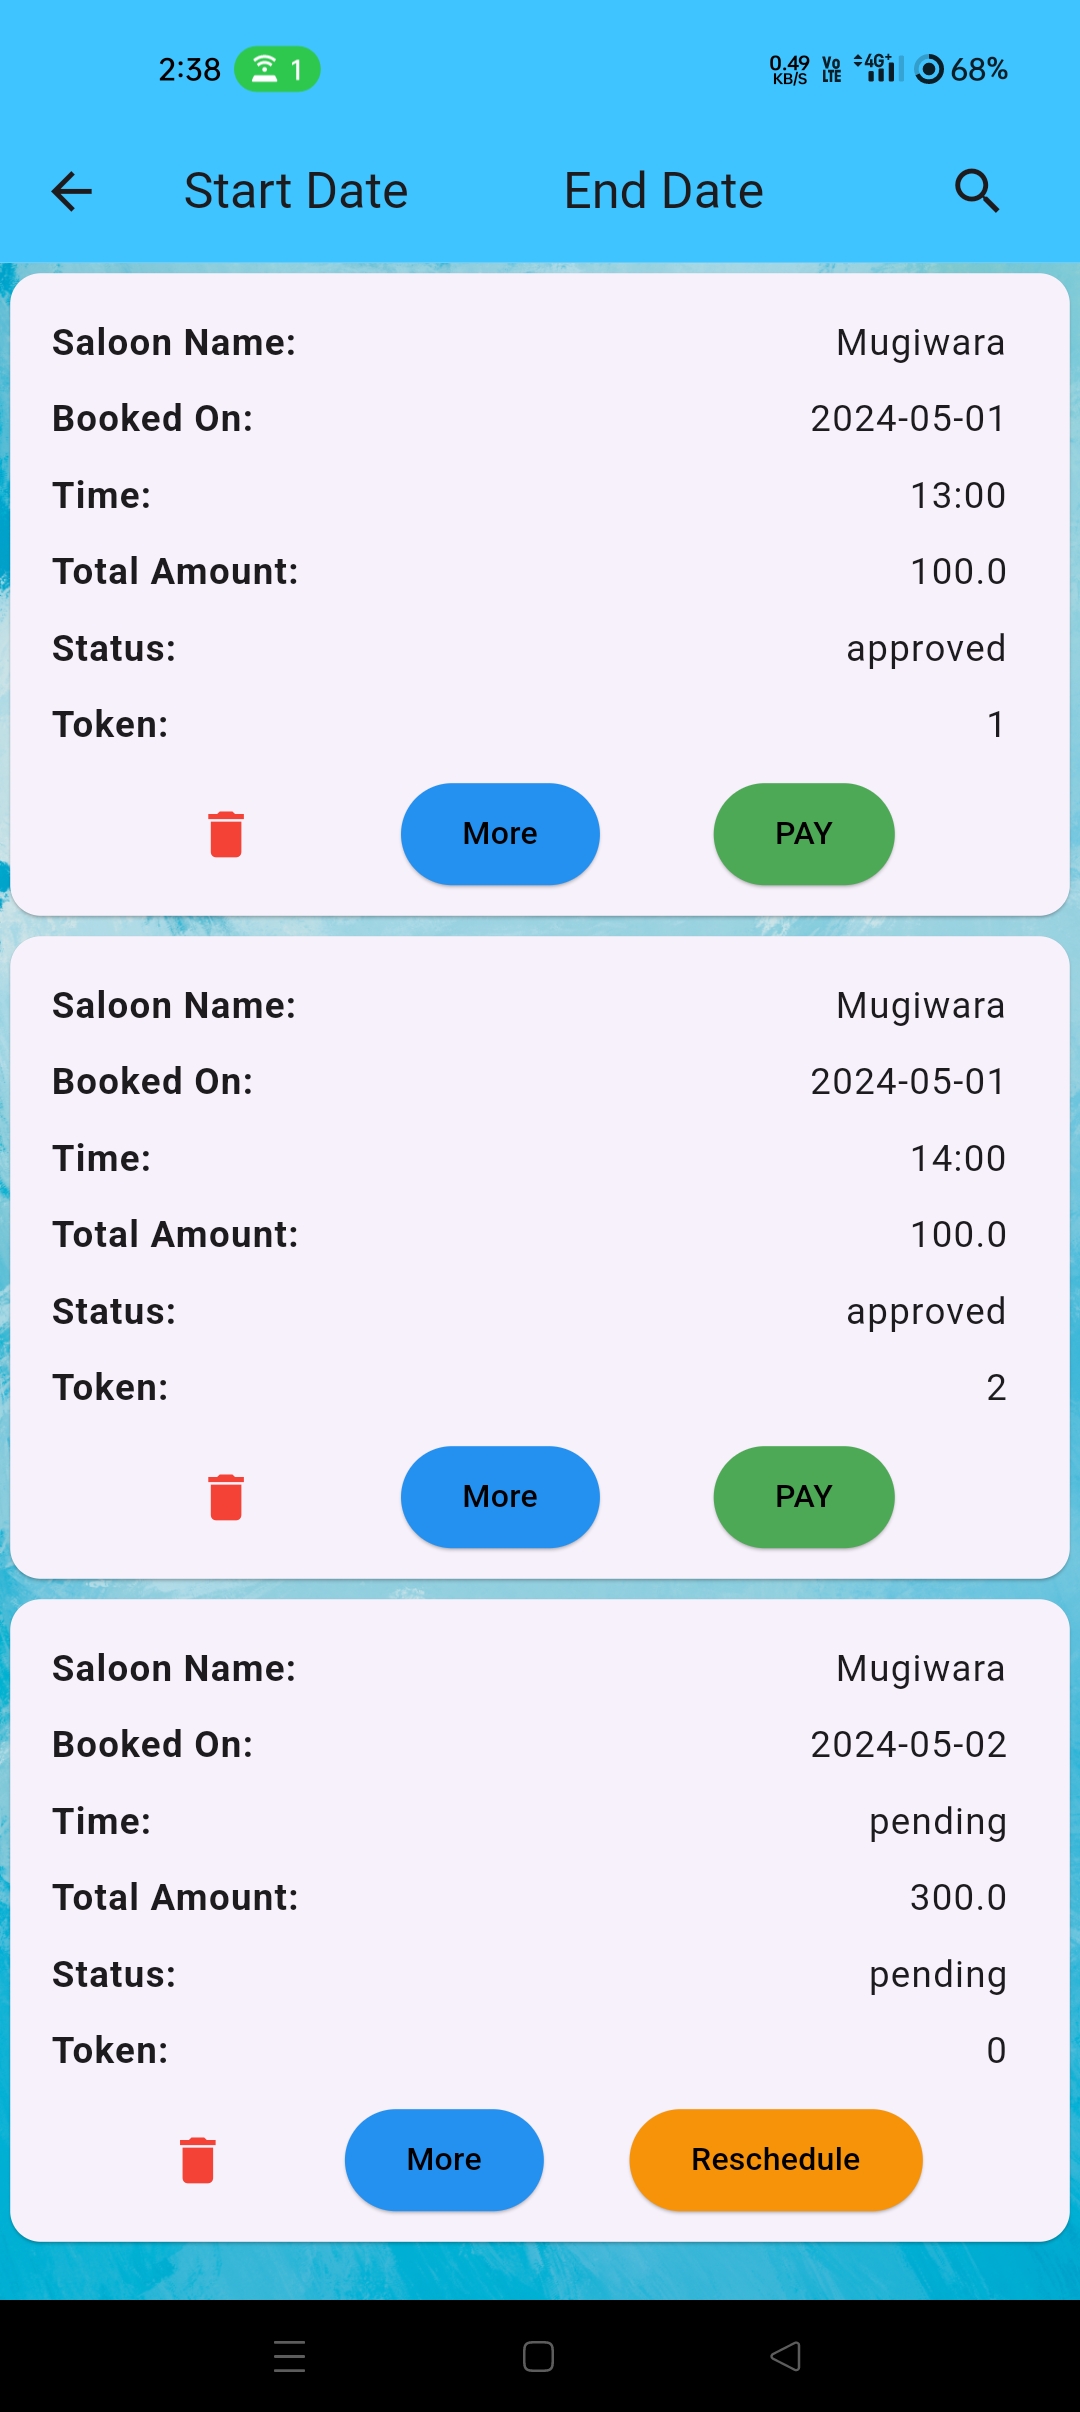 2:38 1 0.49 KB/S Vo LTE 4G+ 68%
Start Date End Date
Saloon Name: Mugiwara
Booked On: 2024-05-01
Time: 13:00
Total Amount: 100.0
Status: approved
Token: 1
More PAY
Saloon Name: Mugiwara
Booked On: 2024-05-01
Time: 14:00
Total Amount: 100.0
Status: approved
Token: 2
More PAY
Saloon Name: Mugiwara
Booked On: 2024-05-02
Time: pending
Total Amount: 300.0
Status: pending
Token: 0
More Reschedule